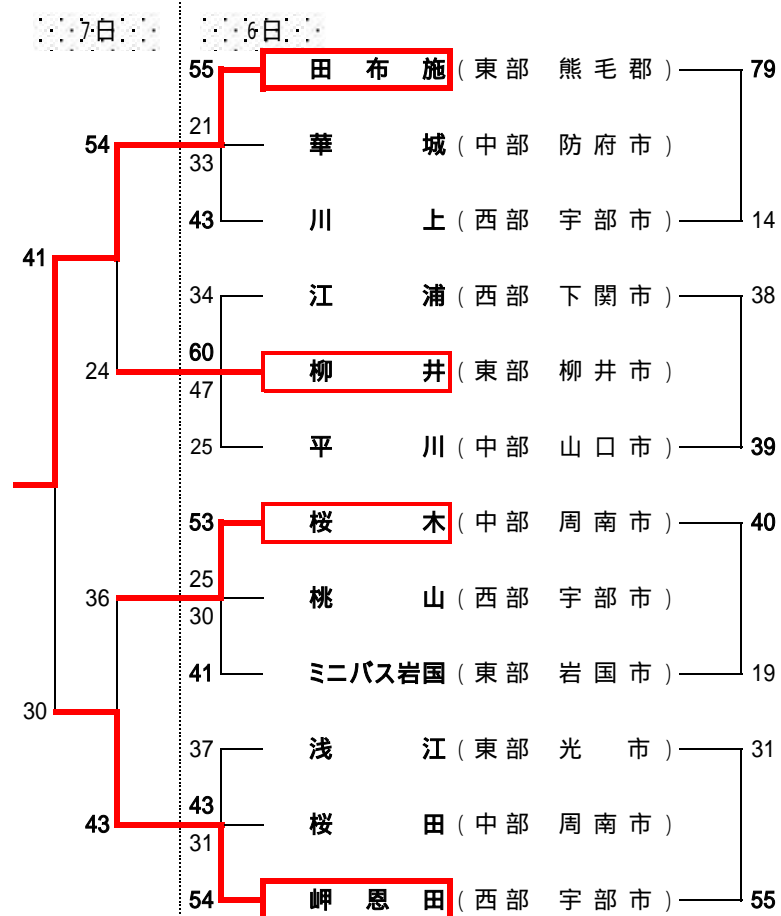 7日 6日
55 田布施 (東部 熊毛郡) 79
21
54 華城 (中部 防府市)
33
43 川上 (西部 宇部市) 14
41
34 江浦 (西部 下関市) 38
60
24 柳井 (東部 柳井市)
47
25 平川 (中部 山口市) 39
53 桜木 (中部 周南市) 40
25
36 桃山 (西部 宇部市)
30
41 ミニバス岩国 (東部 岩国市) 19
30
37 浅江 (東部 光市) 31
43
43 桜田 (中部 周南市)
31
54 岬恩田 (西部 宇部市) 55